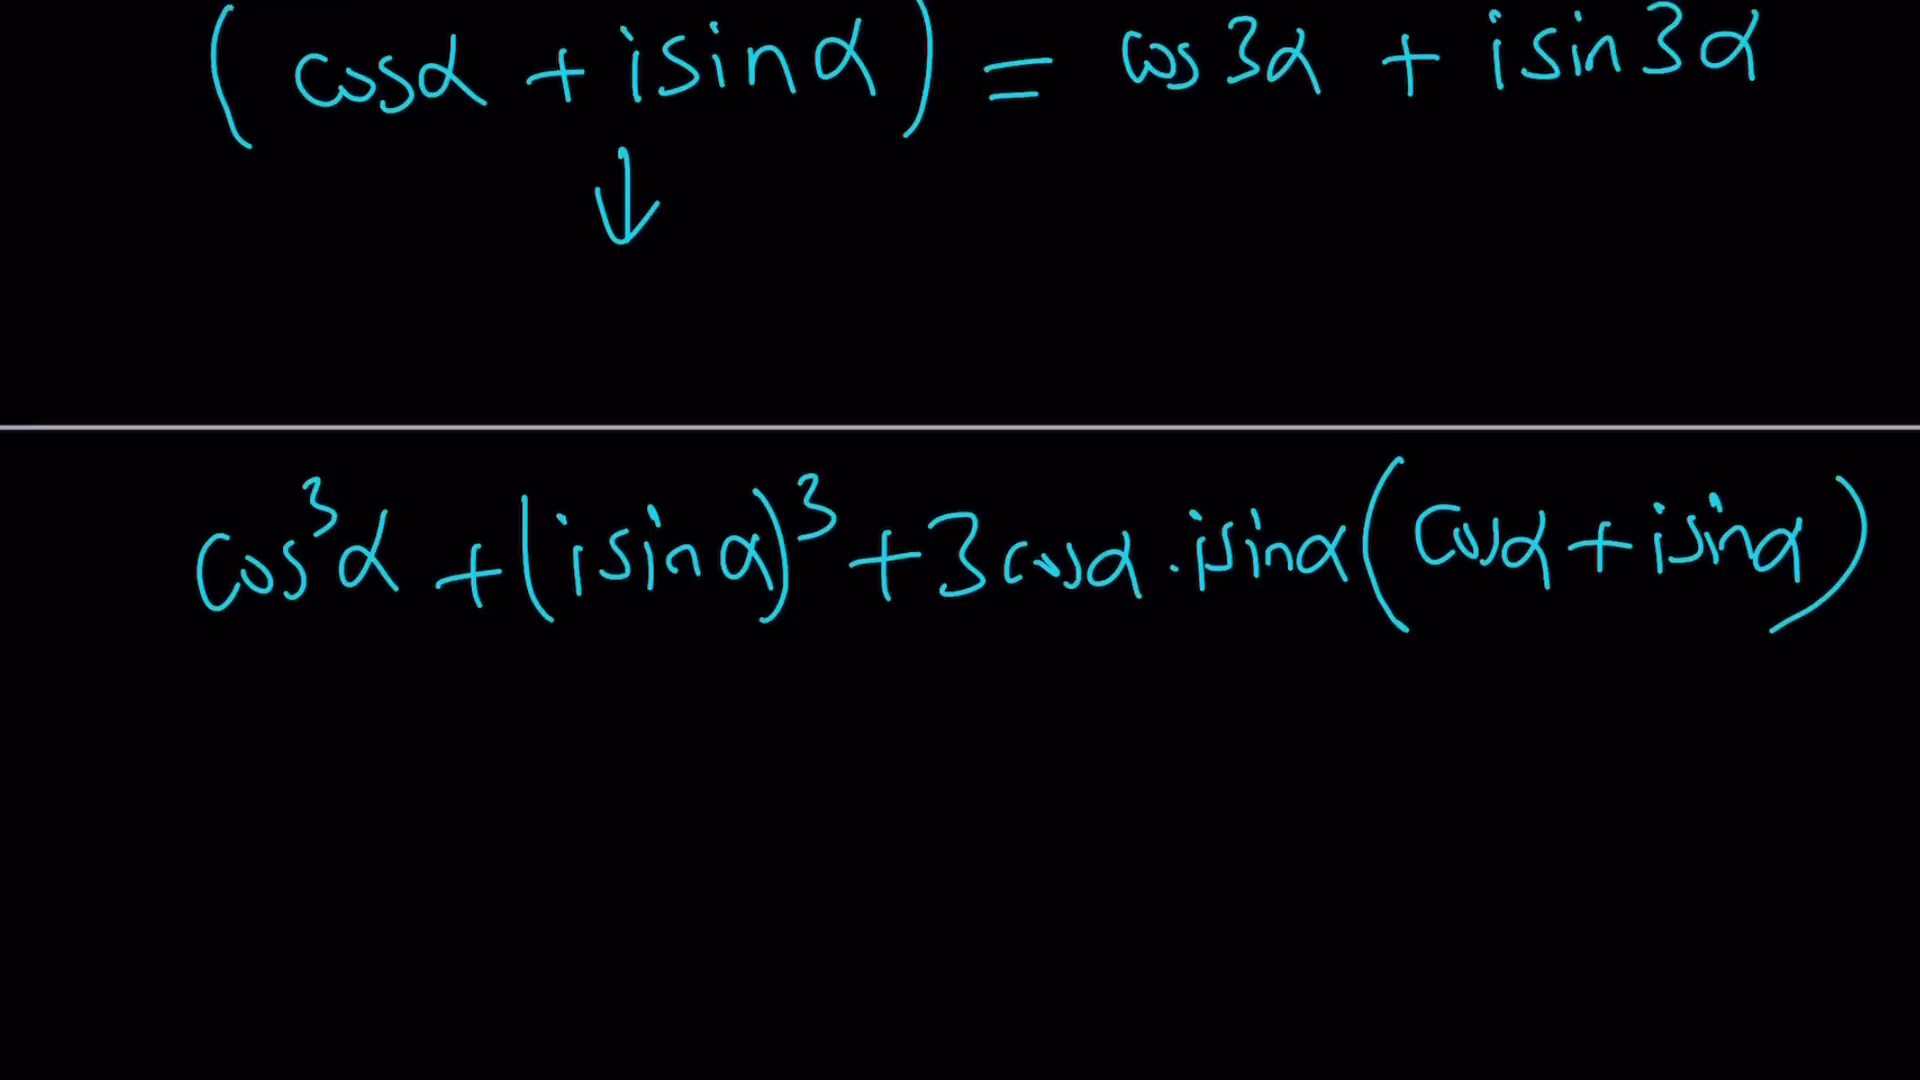 (cosα + isinα) = cos3α + isin3α
↓
cos³α + (isinα)³ + 3cosα · isinα(cosα + isinα)